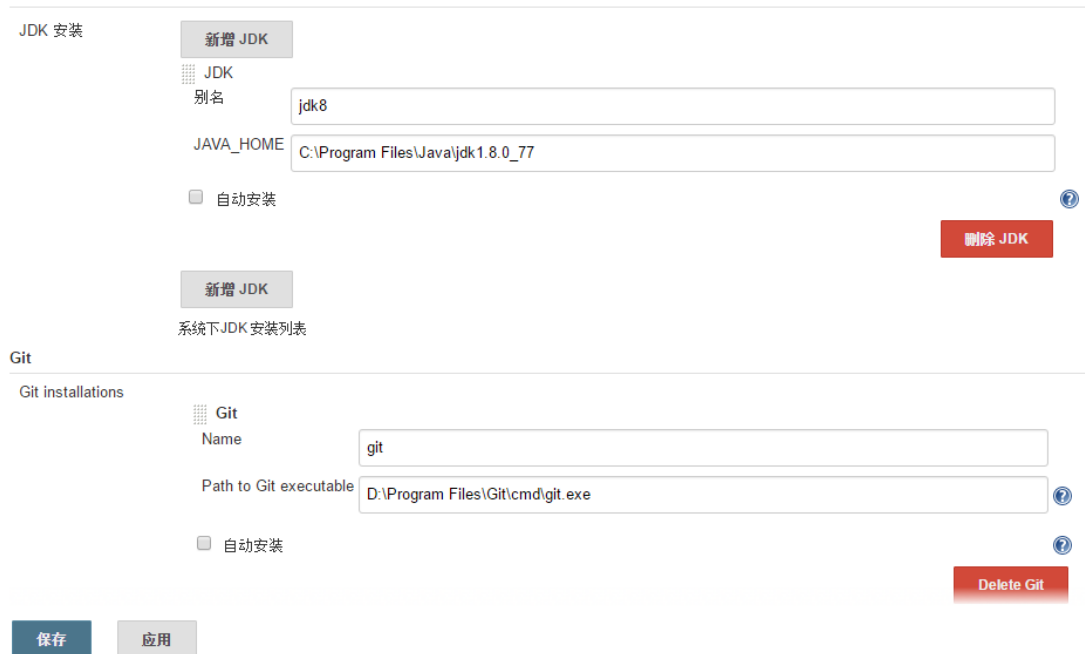 JDK 安装
新增 JDK
JDK
别名
jdk8
JAVA_HOME
C:\Program Files\Java\jdk1.8.0_77
自动安装
删除 JDK
新增 JDK
系统下JDK 安装列表
Git
Git installations
Git
Name
git
Path to Git executable
D:\Program Files\Git\cmd\git.exe
自动安装
Delete Git
保存
应用